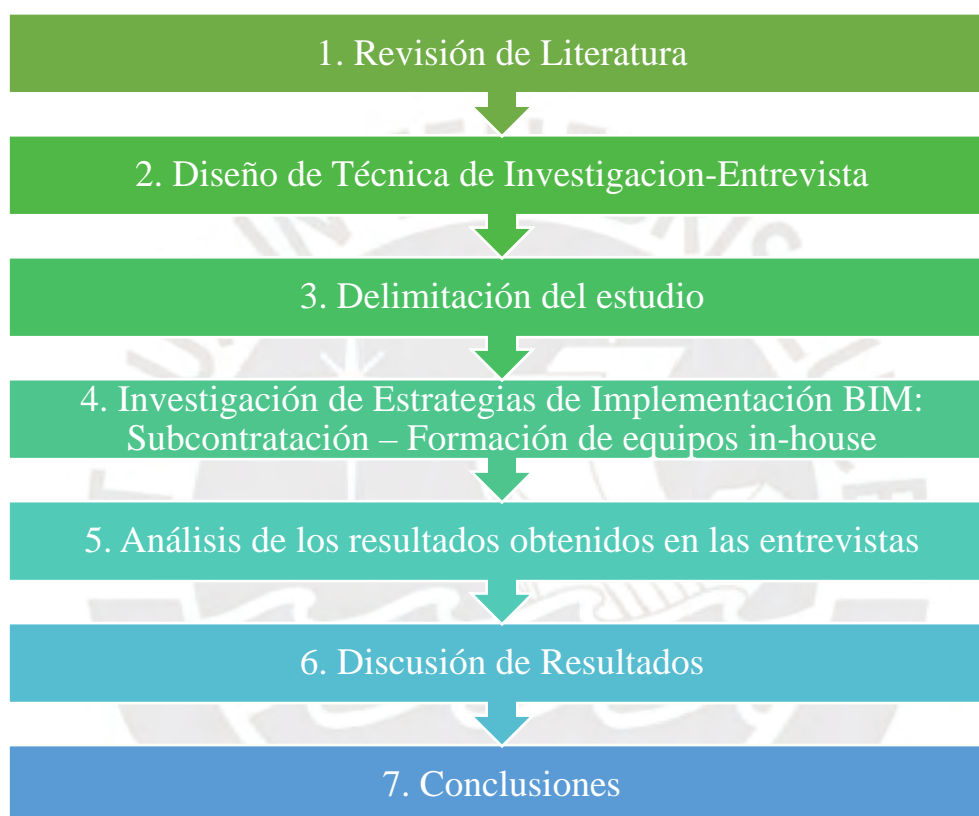 1. Revisión de Literatura
2. Diseño de Técnica de Investigacion-Entrevista
3. Delimitación del estudio
4. Investigación de Estrategias de Implementación BIM:
Subcontratación – Formación de equipos in-house
5. Análisis de los resultados obtenidos en las entrevistas
6. Discusión de Resultados
7. Conclusiones